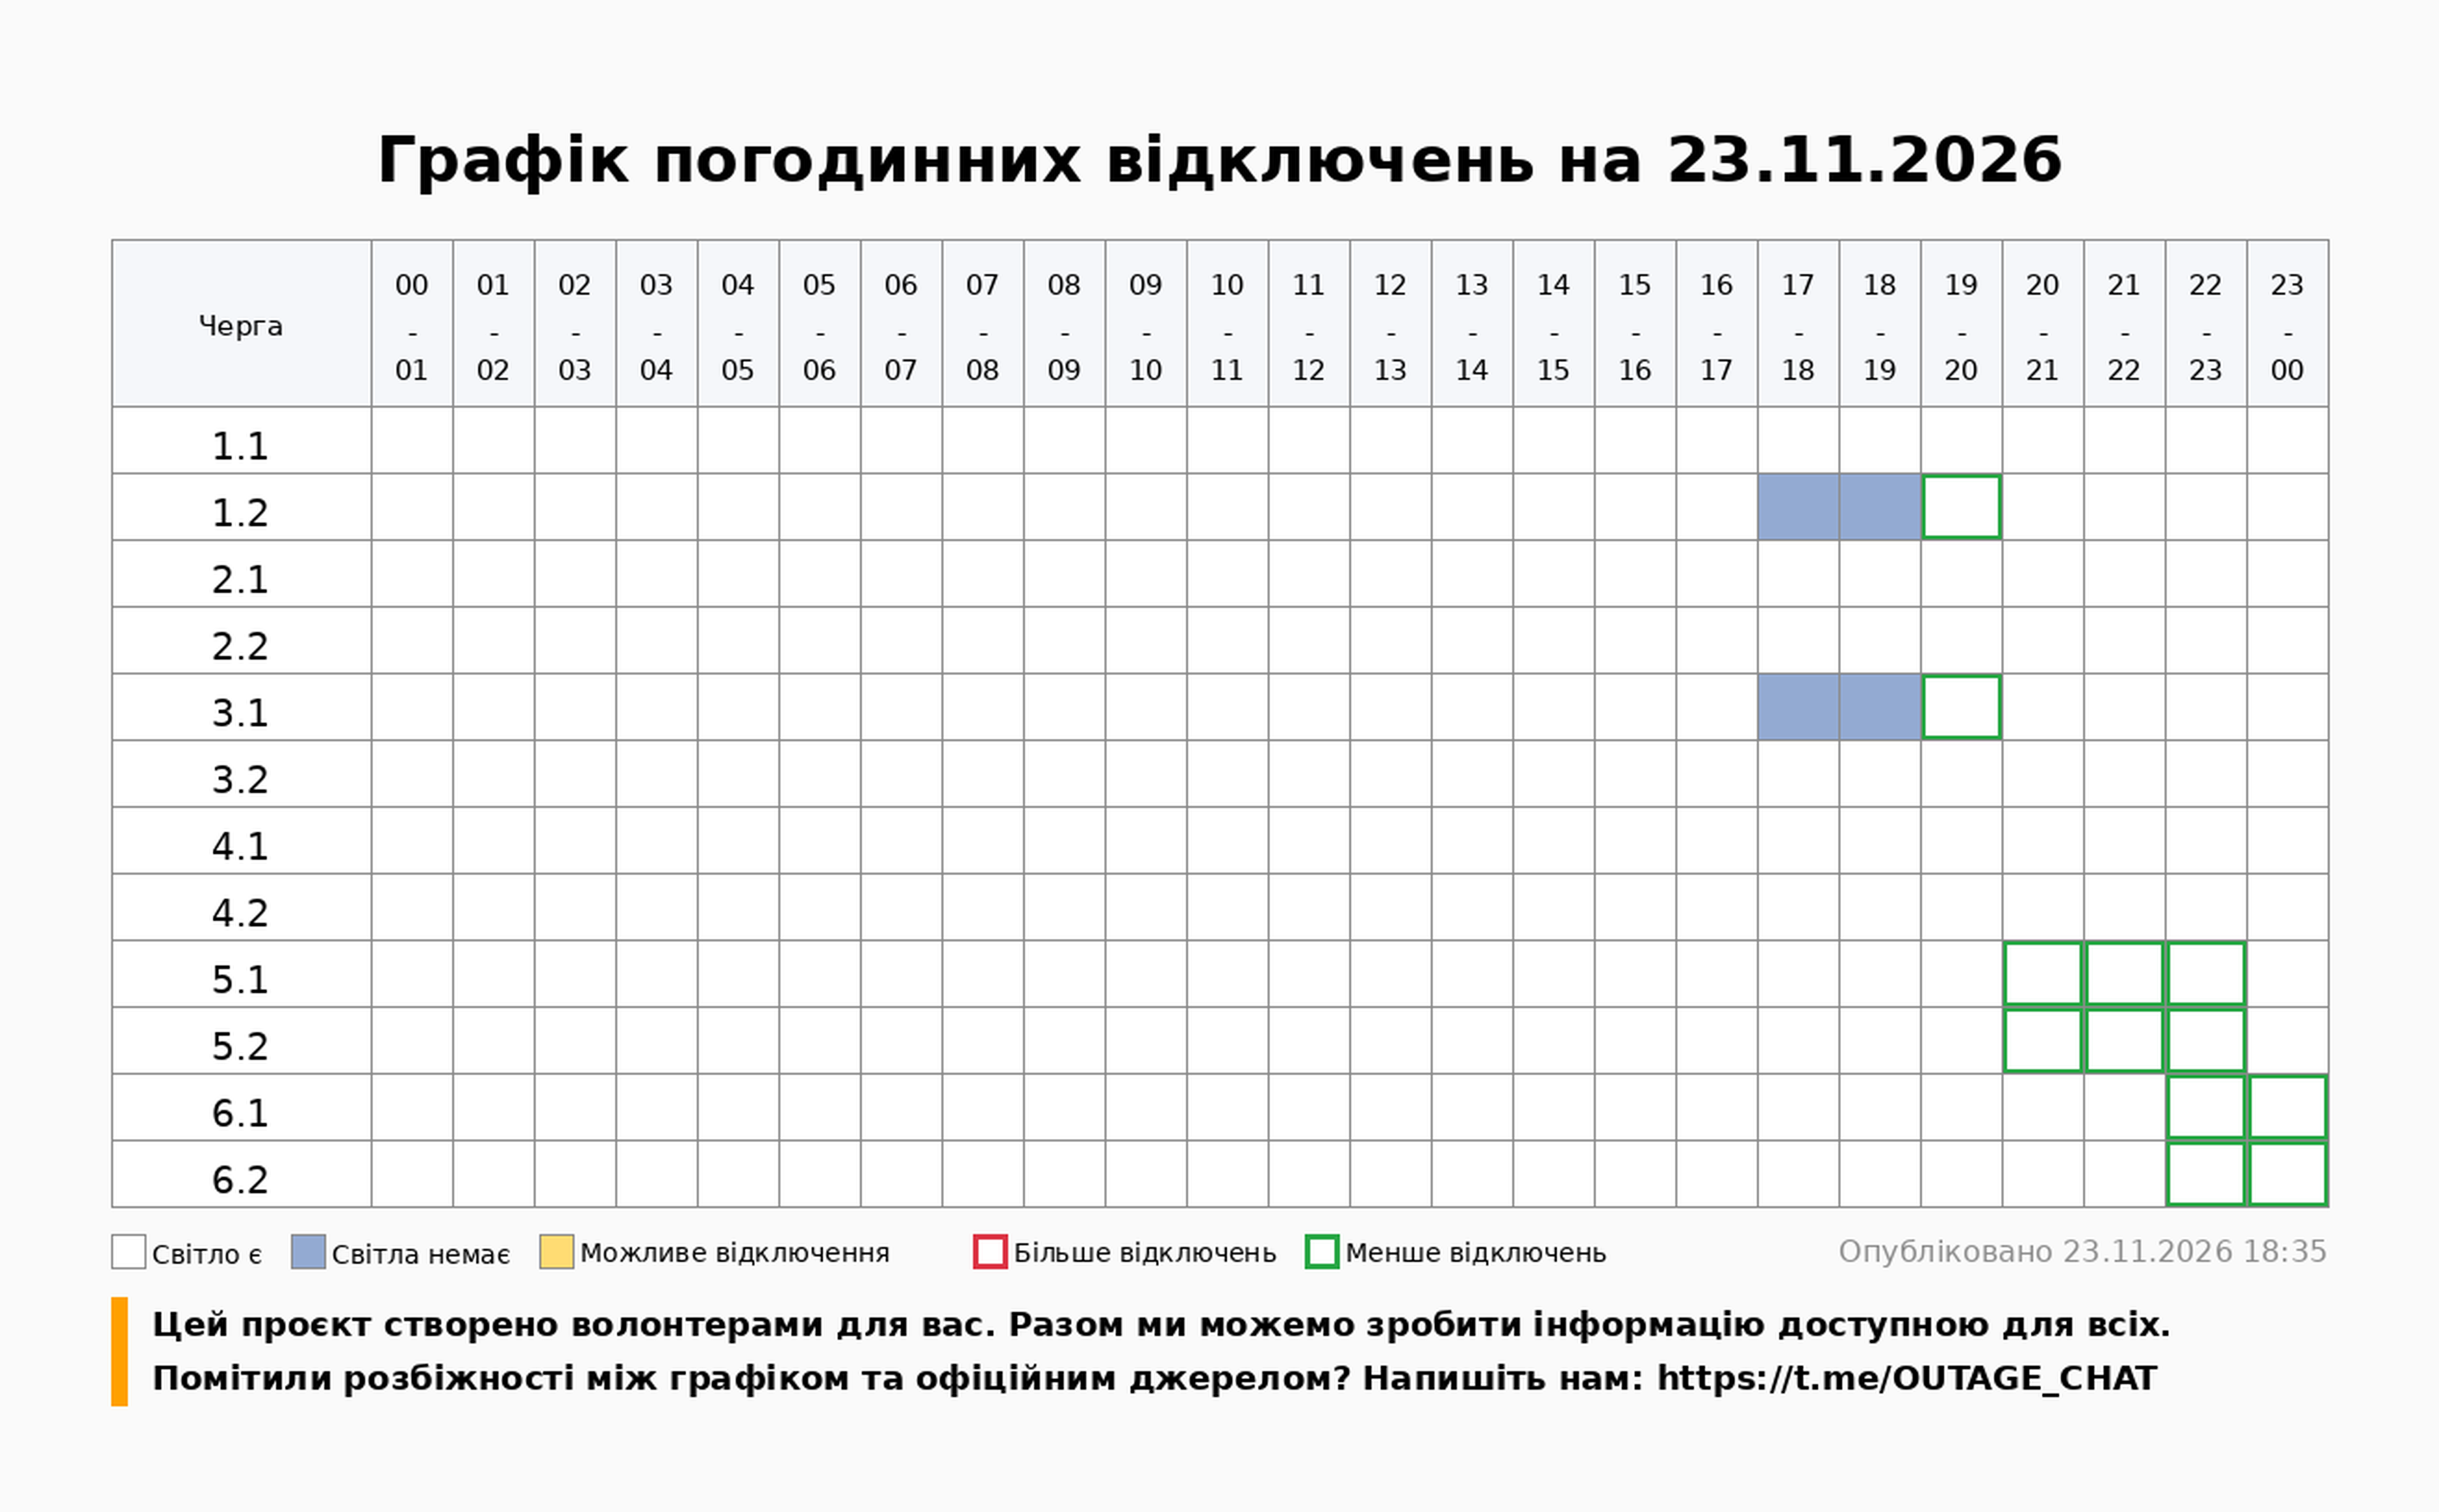 Графік погодинних відключень на 23.11.2026
Черга
00 - 01
01 - 02
02 - 03
03 - 04
04 - 05
05 - 06
06 - 07
07 - 08
08 - 09
09 - 10
10 - 11
11 - 12
12 - 13
13 - 14
14 - 15
15 - 16
16 - 17
17 - 18
18 - 19
19 - 20
20 - 21
21 - 22
22 - 23
23 - 00
1.1
1.2
2.1
2.2
3.1
3.2
4.1
4.2
5.1
5.2
6.1
6.2
Світло є
Світла немає
Можливе відключення
Більше відключень
Менше відключень
Опубліковано 23.11.2026 18:35
Цей проєкт створено волонтерами для вас. Разом ми можемо зробити інформацію доступною для всіх.
Помітили розбіжності між графіком та офіційним джерелом? Напишіть нам: https://t.me/OUTAGE_CHAT